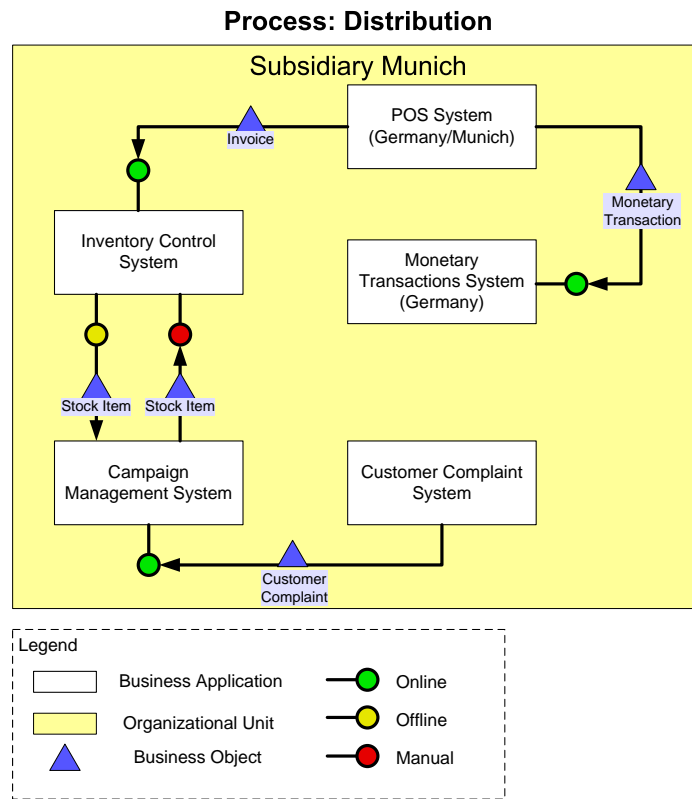 Process: Distribution
Subsidiary Munich
POS System
(Germany/Munich)
Invoice
Monetary
Transaction
Inventory Control
System
Monetary
Transactions System
(Germany)
Stock Item
Stock Item
Campaign
Management System
Customer Complaint
System
Customer
Complaint
Legend
Business Application
Online
Organizational Unit
Offline
Business Object
Manual